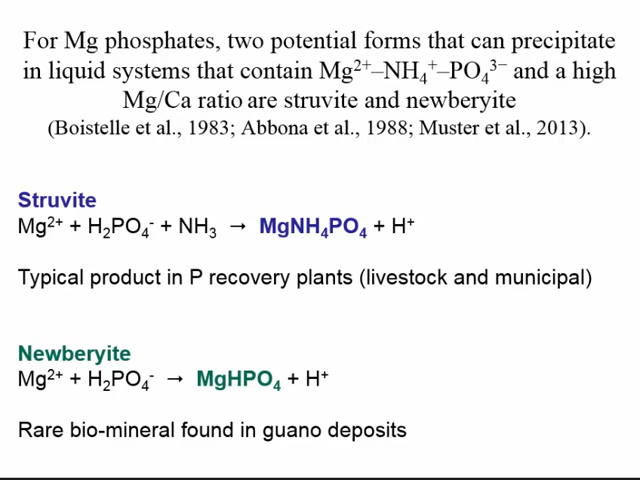 For Mg phosphates, two potential forms that can precipitate
in liquid systems that contain Mg²⁺–NH₄⁺–PO₄³⁻ and a high
Mg/Ca ratio are struvite and newberyite
(Boistelle et al., 1983; Abbona et al., 1988; Muster et al., 2013).
Struvite
Mg²⁺ + H₂PO₄⁻ + NH₃ → MgNH₄PO₄ + H⁺
Typical product in P recovery plants (livestock and municipal)
Newberyite
Mg²⁺ + H₂PO₄⁻ → MgHPO₄ + H⁺
Rare bio-mineral found in guano deposits